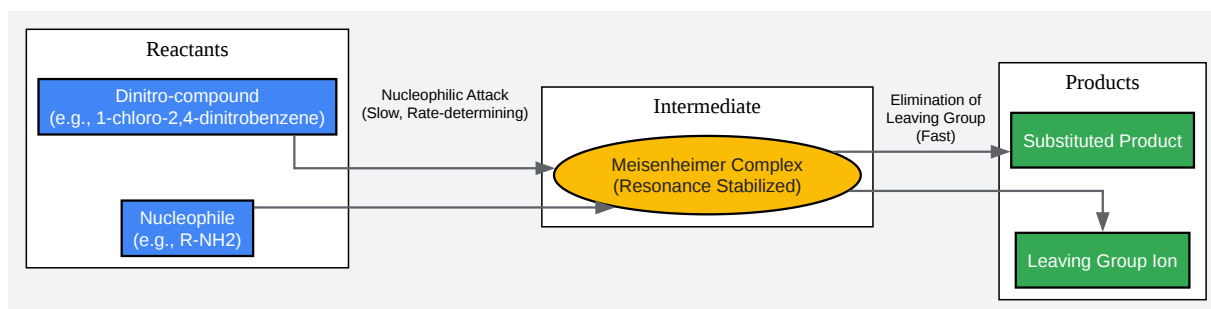 Reactants
Dinitro-compound
(e.g., 1-chloro-2,4-dinitrobenzene)
Nucleophile
(e.g., R-NH2)
Nucleophilic Attack
(Slow, Rate-determining)
Intermediate
Meisenheimer Complex
(Resonance Stabilized)
Elimination of
Leaving Group
(Fast)
Products
Substituted Product
Leaving Group Ion